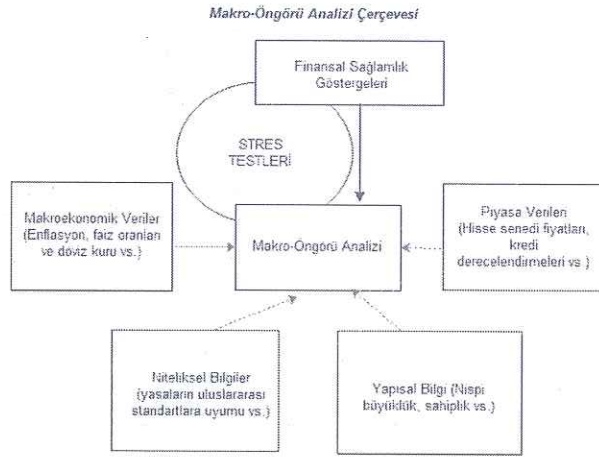 Makro-Öngörü Analizi Çerçevesi
Finansal Sağlamlık
Göstergeleri
STRES
TESTLERİ
Makroekonomik Veriler
(Enflasyon, faiz oranları
ve döviz kuru vs.)
Makro-Öngörü Analizi
Piyasa Verileri
(Hisse senedi fiyatları,
kredi
derecelendirmeleri vs.)
Niteliksel Bilgiler
(yasaların uluslararası
standartlara uyumu vs.)
Yapısal Bilgi (Nispi
büyüklük, sahiplik vs.)